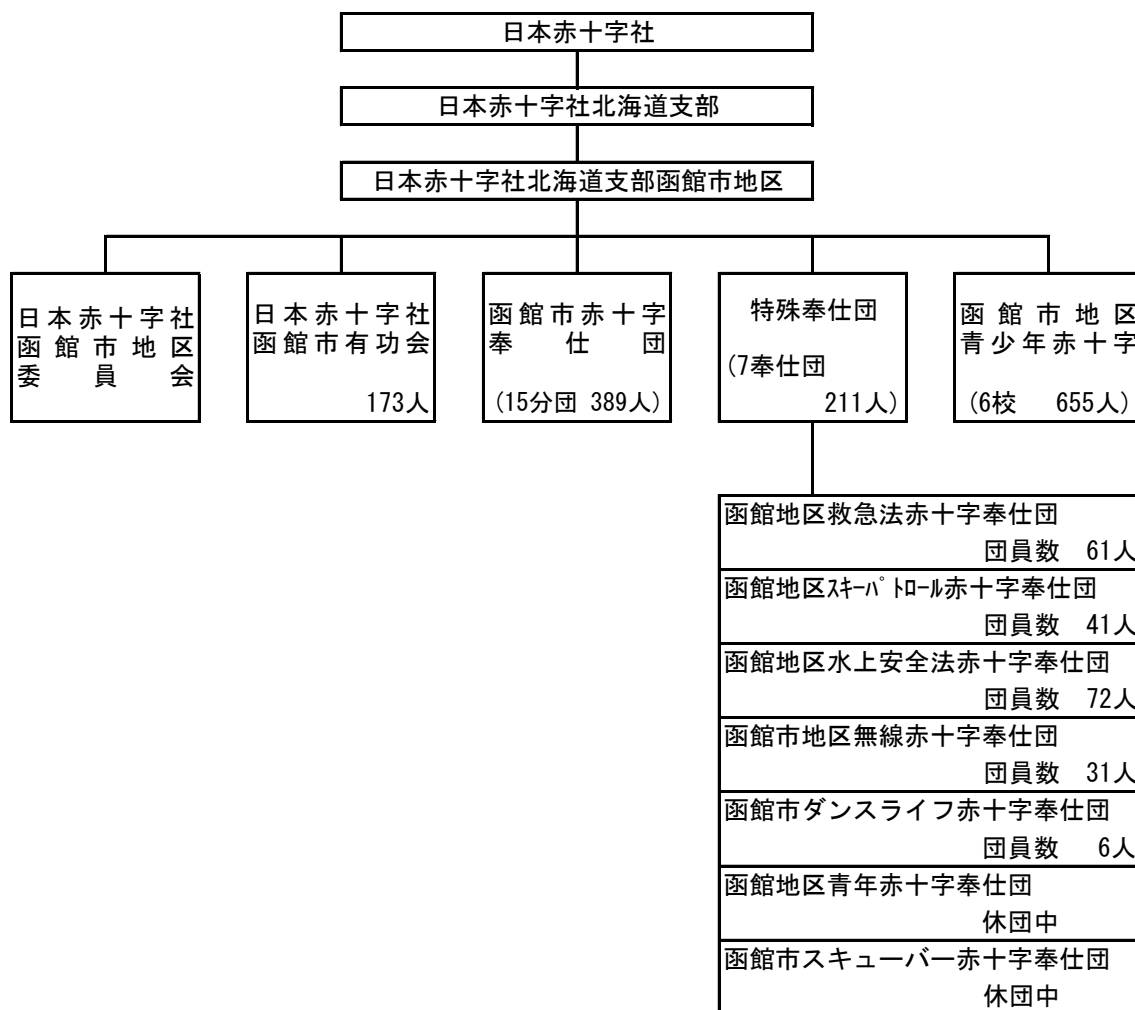 日本赤十字社
日本赤十字社北海道支部
日本赤十字社北海道支部函館市地区
日本赤十字社
函館市地区
委員会
日本赤十字社
函館市有功会
173人
函館市赤十字
奉仕団
(15分団 389人)
特殊奉仕団
(7奉仕団
211人)
函館市地区
青少年赤十字
(6校 655人)
函館地区救急法赤十字奉仕団
団員数 61人
函館地区ｽｷｰﾊﾟﾄﾛｰﾙ赤十字奉仕団
団員数 41人
函館地区水上安全法赤十字奉仕団
団員数 72人
函館市地区無線赤十字奉仕団
団員数 31人
函館市ダンスライフ赤十字奉仕団
団員数 6人
函館地区青年赤十字奉仕団
休団中
函館市スキューバー赤十字奉仕団
休団中